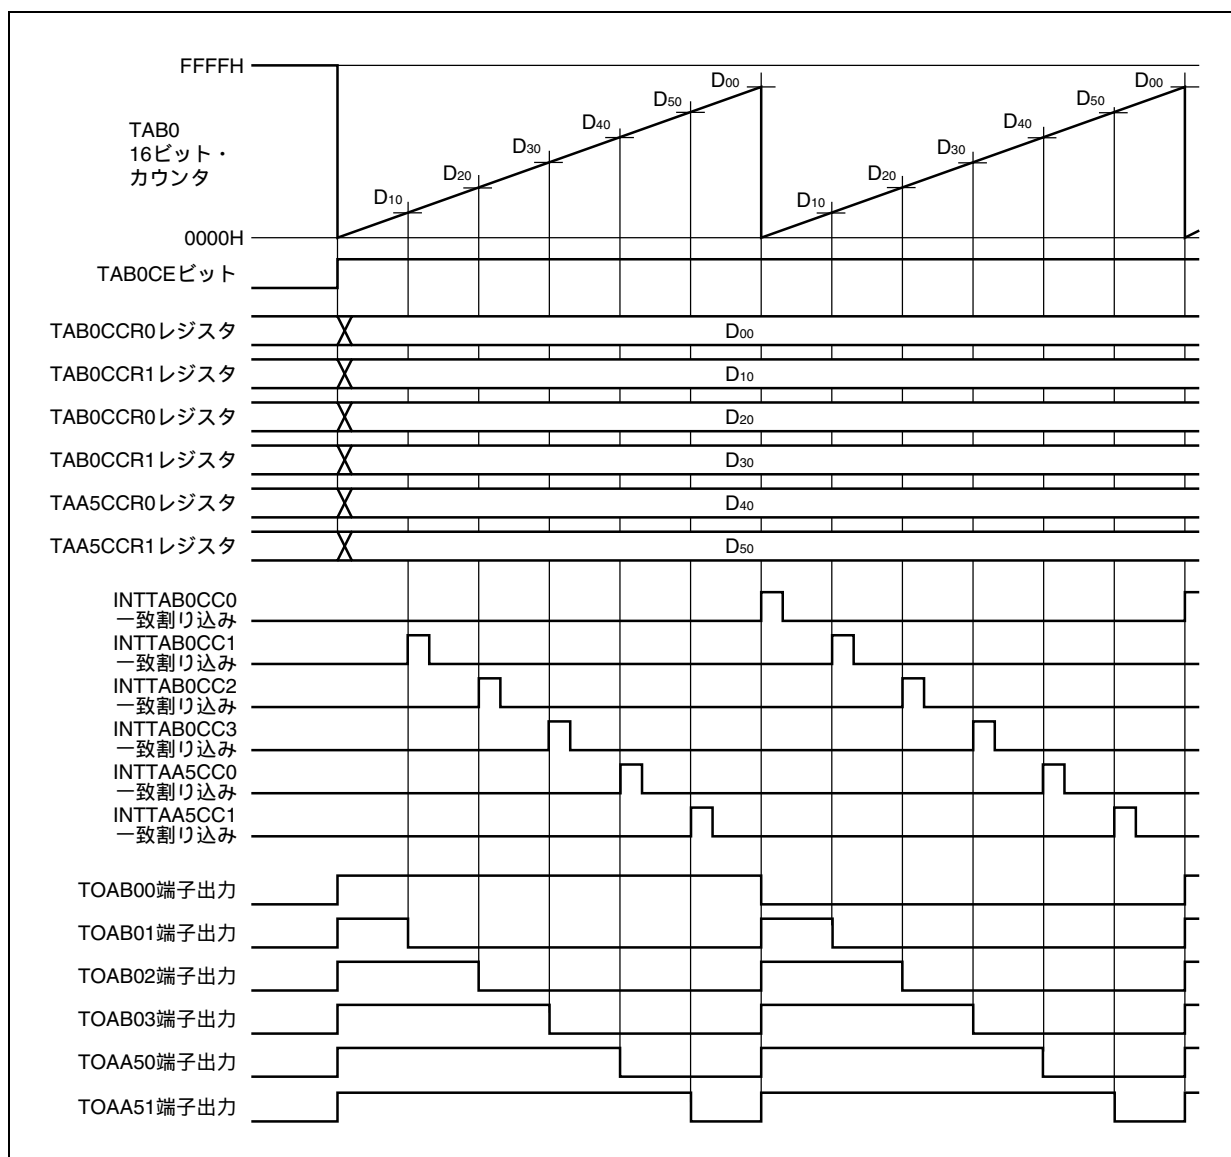 FFFFH
TAB0
16ビット・
カウンタ
0000H
D10
D20
D30
D40
D50
D00
D10
D20
D30
D40
D50
D00
TAB0CEビット
TAB0CCR0レジスタ
D00
TAB0CCR1レジスタ
D10
TAB0CCR0レジスタ
D20
TAB0CCR1レジスタ
D30
TAA5CCR0レジスタ
D40
TAA5CCR1レジスタ
D50
INTTAB0CC0
一致割り込み
INTTAB0CC1
一致割り込み
INTTAB0CC2
一致割り込み
INTTAB0CC3
一致割り込み
INTTAA5CC0
一致割り込み
INTTAA5CC1
一致割り込み
TOAB00端子出力
TOAB01端子出力
TOAB02端子出力
TOAB03端子出力
TOAA50端子出力
TOAA51端子出力